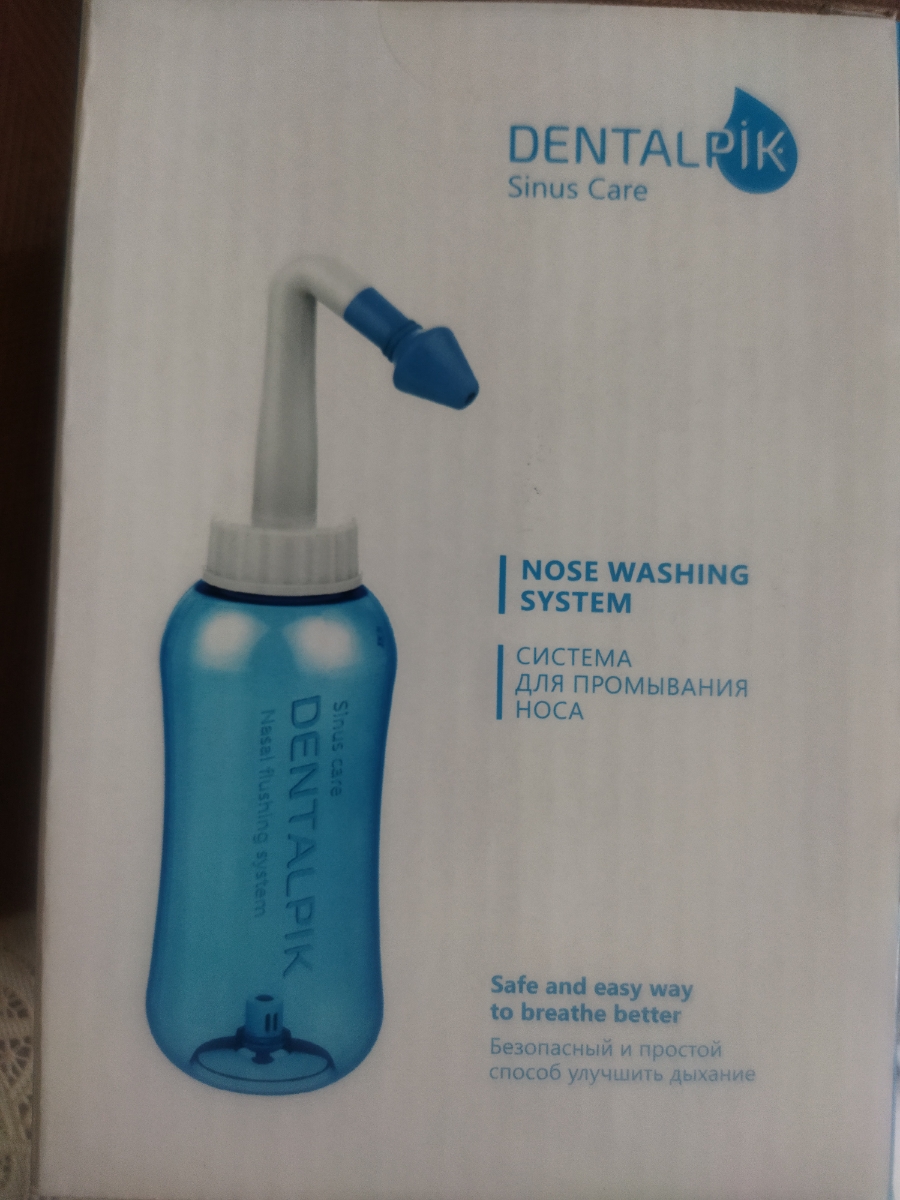 DENTALPIK
Sinus Care
NOSE WASHING
SYSTEM
СИСТЕМА
ДЛЯ ПРОМЫВАНИЯ
НОСА
Sinus care
DENTALPIK
Nasal flushing system
Safe and easy way
to breathe better
Безопасный и простой
способ улучшить дыхание